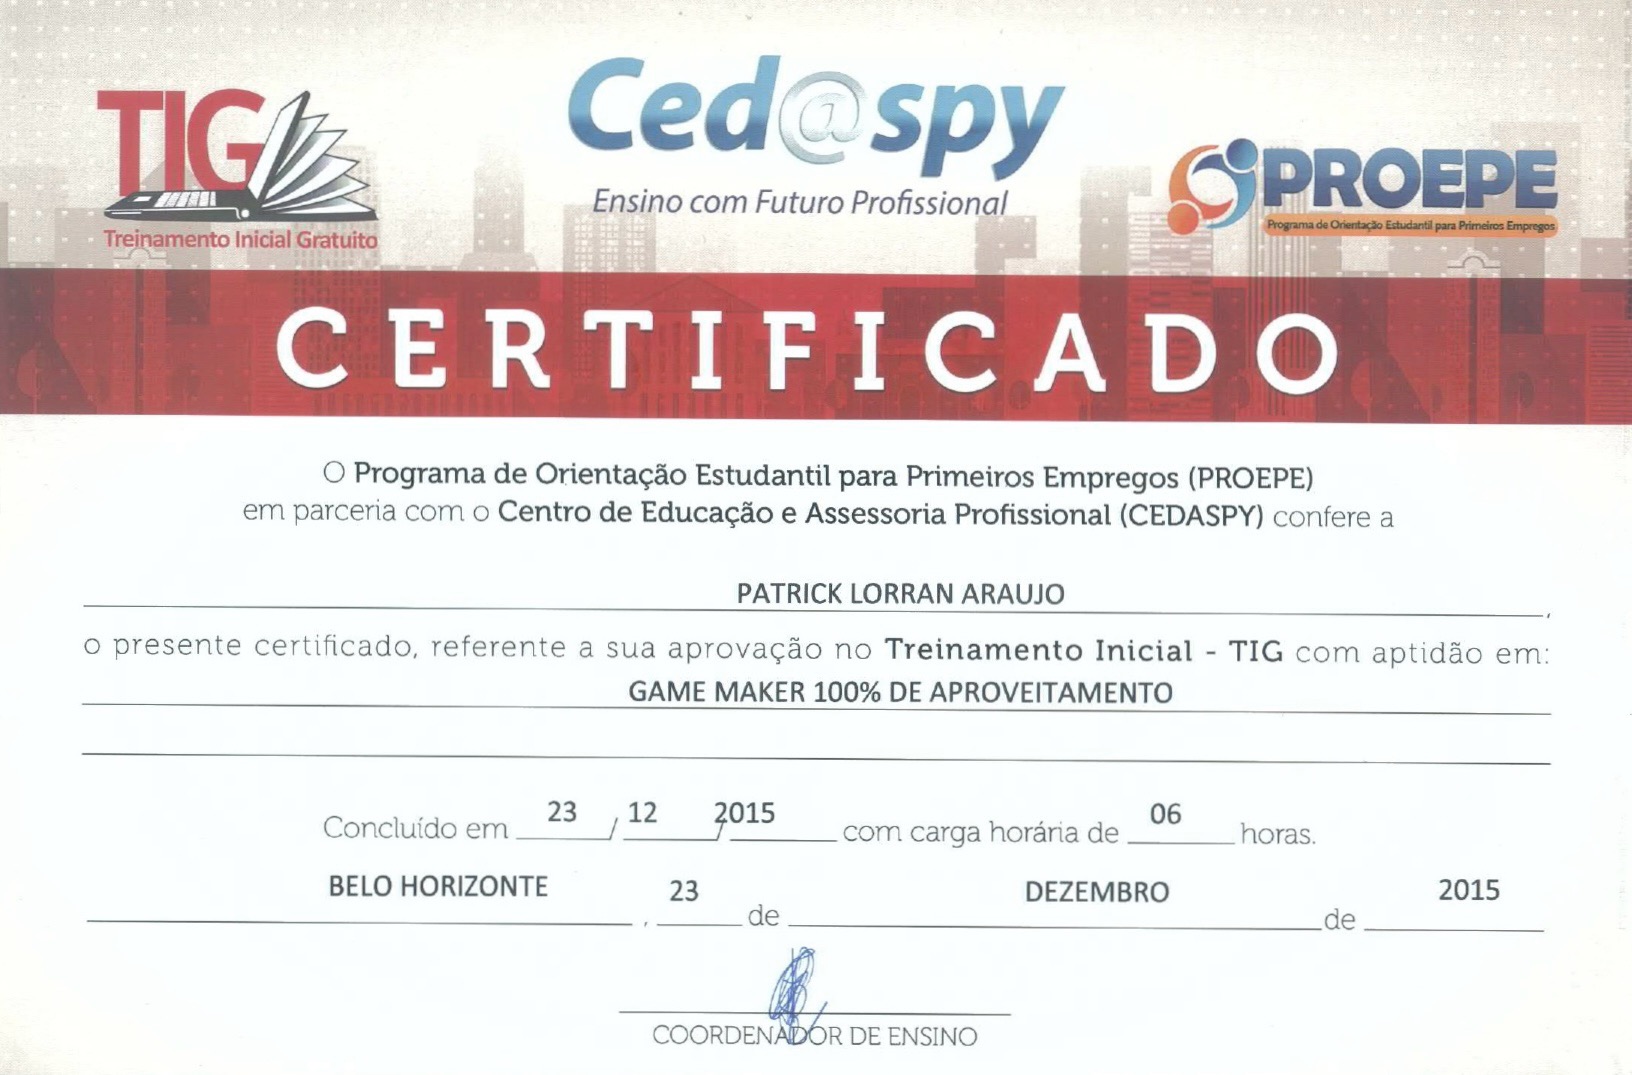 TIG
Treinamento Inicial Gratuito
Ced@spy
Ensino com Futuro Profissional
PROEPE
Programa de Orientação Estudantil para Primeiros Empregos
CERTIFICADO
O Programa de Orientação Estudantil para Primeiros Empregos (PROEPE)
em parceria com o Centro de Educação e Assessoria Profissional (CEDASPY) confere a
PATRICK LORRAN ARAUJO,
o presente certificado, referente a sua aprovação no Treinamento Inicial - TIG com aptidão em:
GAME MAKER 100% DE APROVEITAMENTO
Concluído em 23 / 12 / 2015 com carga horária de 06 horas.
BELO HORIZONTE, 23 de DEZEMBRO de 2015
COORDENADOR DE ENSINO